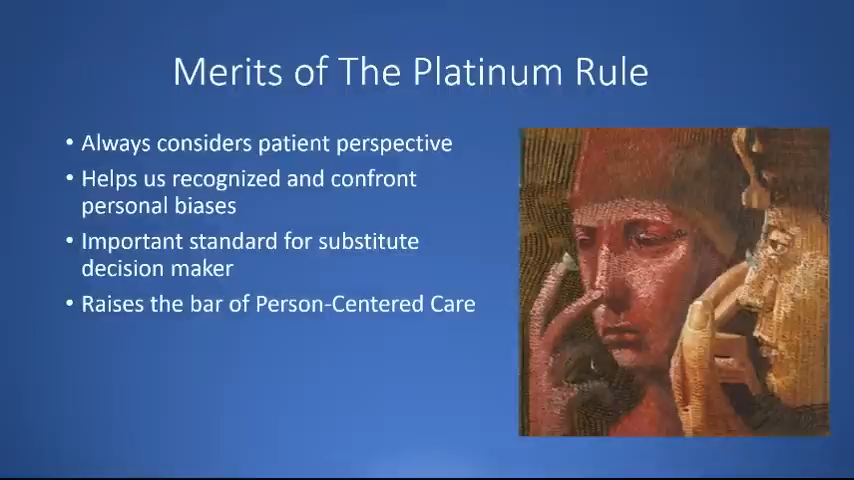 Merits of The Platinum Rule
• Always considers patient perspective
• Helps us recognized and confront
personal biases
• Important standard for substitute
decision maker
• Raises the bar of Person-Centered Care